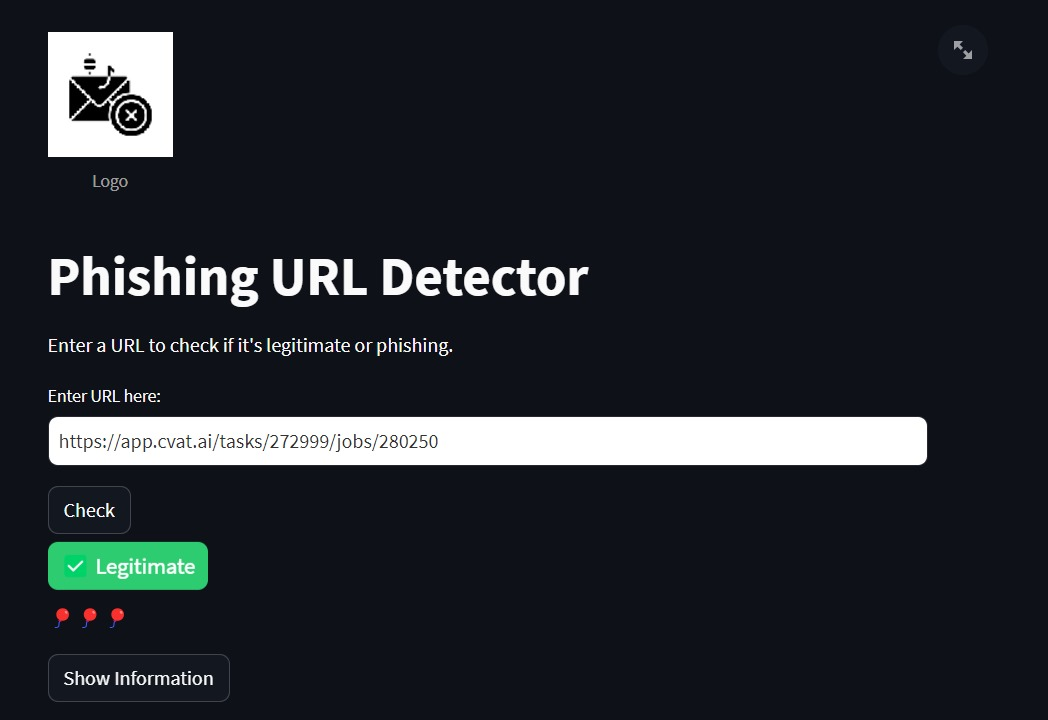 Logo
Phishing URL Detector
Enter a URL to check if it's legitimate or phishing.
Enter URL here:
https://app.cvat.ai/tasks/272999/jobs/280250
Check
✅ Legitimate
🎈🎈🎈
Show Information